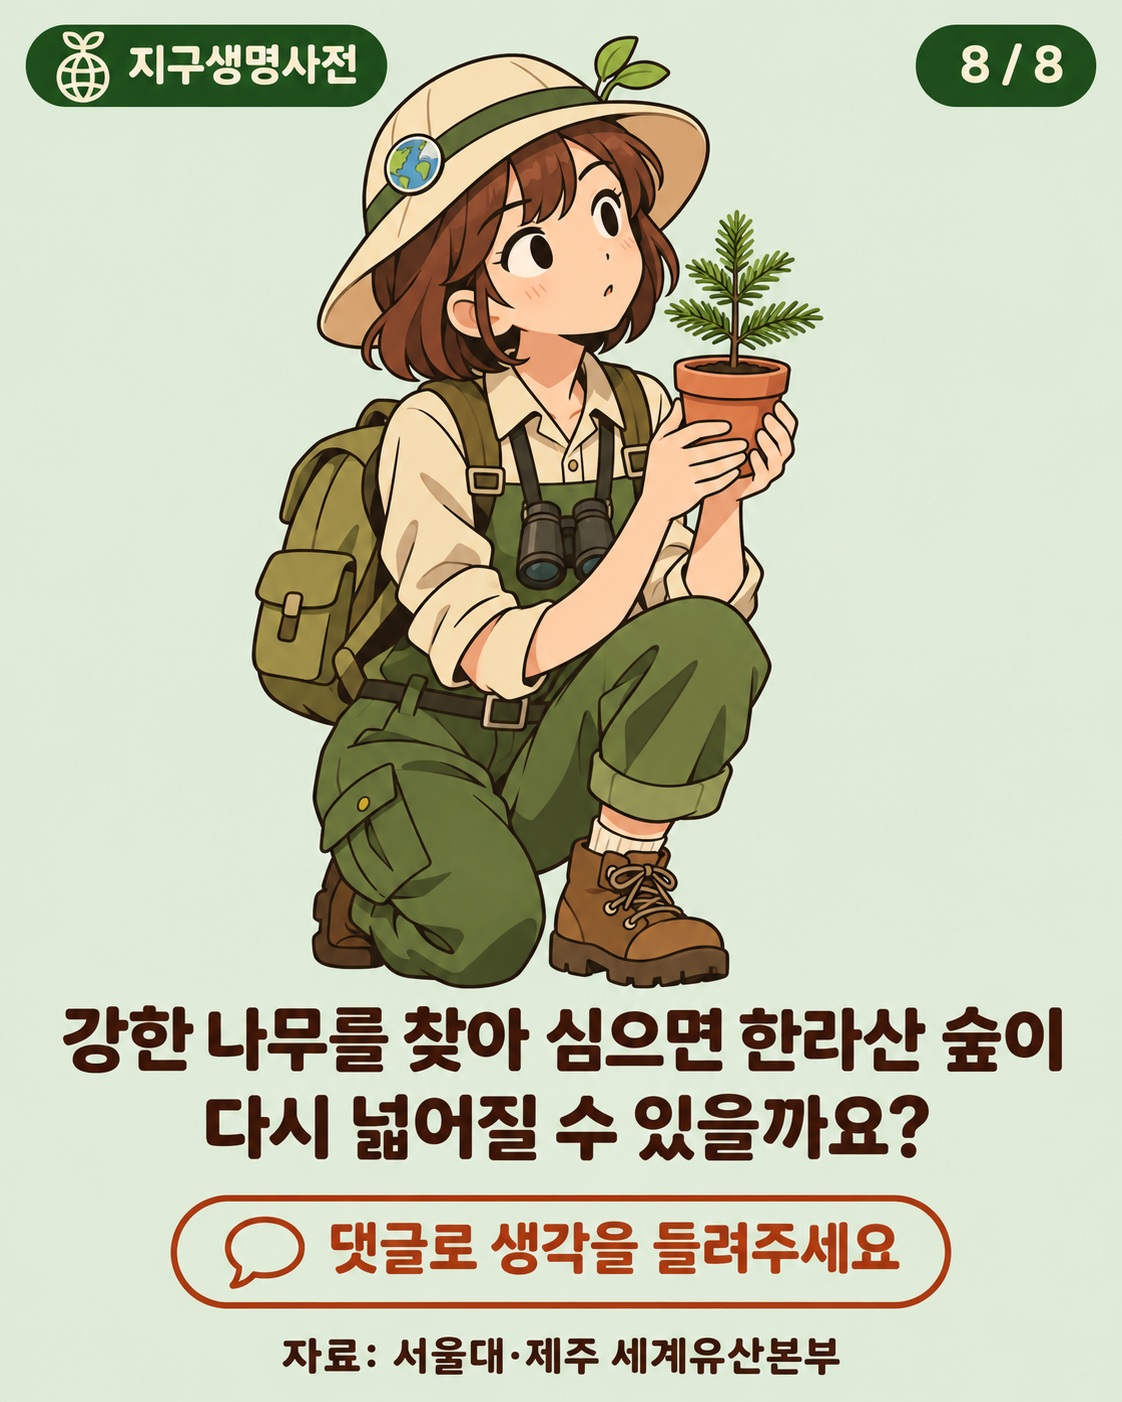 지구생명사전
8 / 8
강한 나무를 찾아 심으면 한라산 숲이
다시 넓어질 수 있을까요?
댓글로 생각을 들려주세요
자료: 서울대·제주 세계유산본부